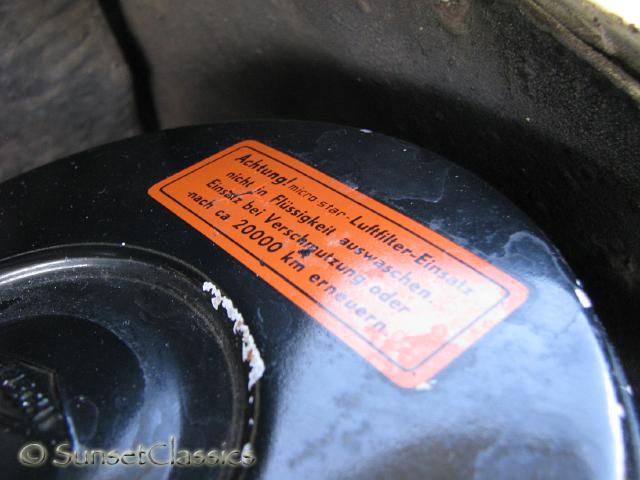 Achtung! micro-star-Luftfilter-Einsatz
nicht in Flüssigkeit auswaschen.
Einsatz bei Verschmutzung oder
nach ca 20000 km erneuern.
© SunsetClassics